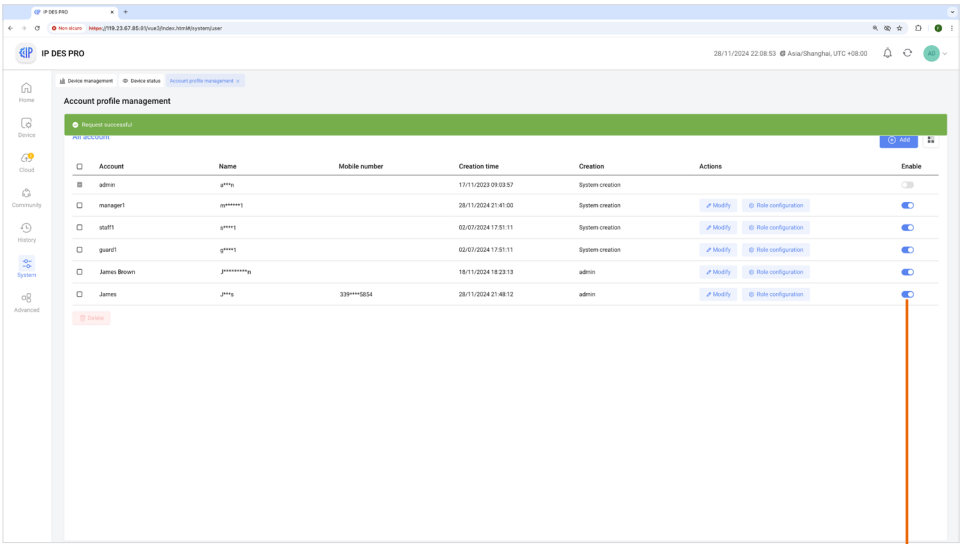 IP DES PRO
Not secure https://119.23.67.85:81/vue3/index.html#/system/user
IP DES PRO
28/11/2024 22:08:53 @ Asia/Shanghai, UTC +08:00
AD
Device management Device status Account profile management ×
Home
Account profile management
Device
Request successful
All account
Add
Account Name Mobile number Creation time Creation Actions Enable
Cloud
admin a***n 17/11/2023 09:03:57 System creation
Community
manager1 m******1 28/11/2024 21:41:00 System creation Modify Role configuration
staff1 s****1 02/07/2024 17:51:11 System creation Modify Role configuration
History
guard1 g****1 02/07/2024 17:51:11 System creation Modify Role configuration
System
James Brown J*********n 18/11/2024 18:23:13 admin Modify Role configuration
James J***s 339****5854 28/11/2024 21:48:12 admin Modify Role configuration
Advanced
Delete